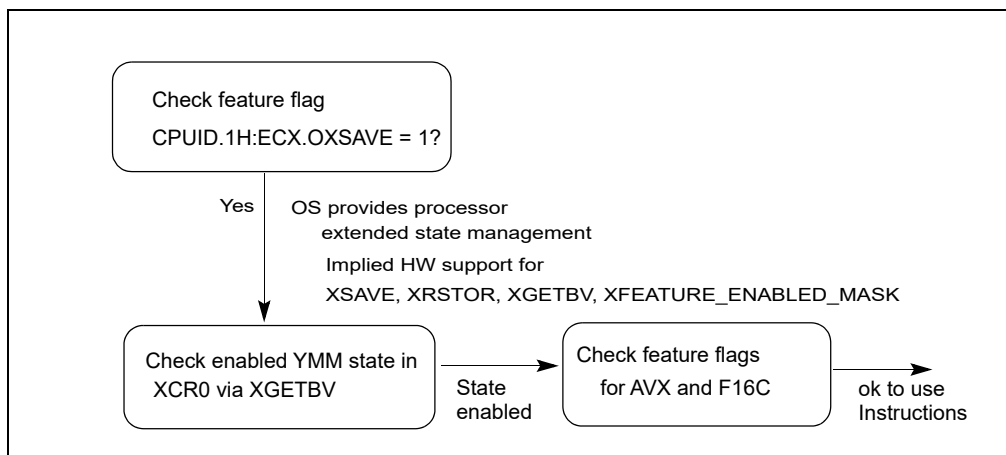 Check feature flag
CPUID.1H:ECX.OXSAVE = 1?
Yes
OS provides processor
extended state management
Implied HW support for
XSAVE, XRSTOR, XGETBV, XFEATURE_ENABLED_MASK
Check enabled YMM state in
XCR0 via XGETBV
State
enabled
Check feature flags
for AVX and F16C
ok to use
Instructions